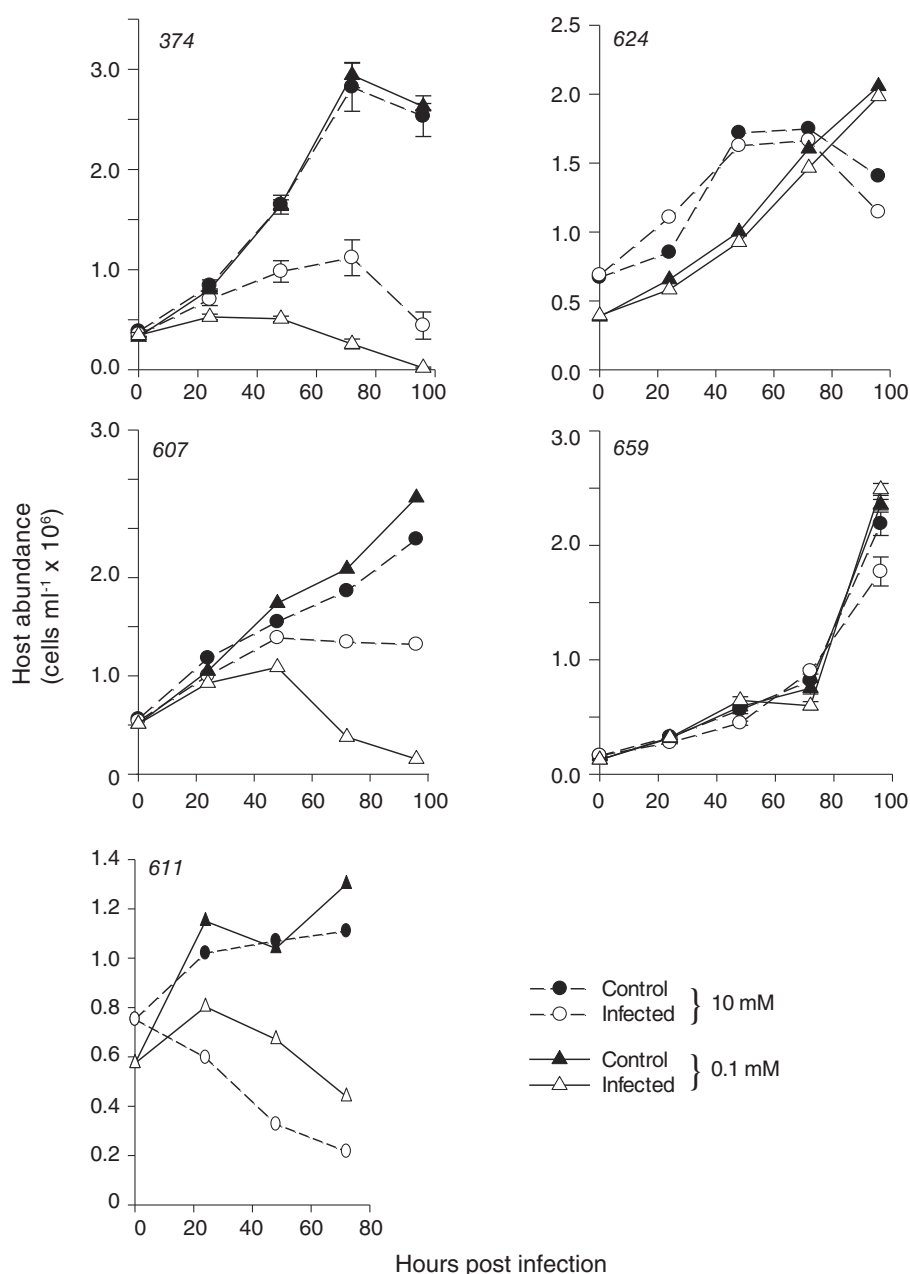 374
3.0
2.0
1.0
0.0
0 20 40 60 80 100
624
2.5
2.0
1.5
1.0
0.5
0.0
0 20 40 60 80 100
Host abundance
(cells ml⁻¹ x 10⁶)
607
3.0
2.0
1.0
0
0 20 40 60 80 100
659
3.0
2.0
1.0
0.0
0 20 40 60 80 100
611
1.4
1.2
1.0
0.8
0.6
0.4
0.2
0
0 20 40 60 80
Control
Infected } 10 mM
Control
Infected } 0.1 mM
Hours post infection